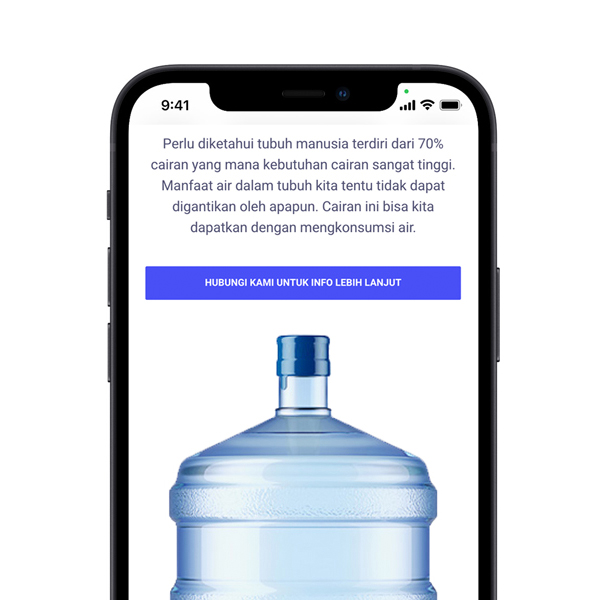 9:41
Perlu diketahui tubuh manusia terdiri dari 70%
cairan yang mana kebutuhan cairan sangat tinggi.
Manfaat air dalam tubuh kita tentu tidak dapat
digantikan oleh apapun. Cairan ini bisa kita
dapatkan dengan mengkonsumsi air.
HUBUNGI KAMI UNTUK INFO LEBIH LANJUT